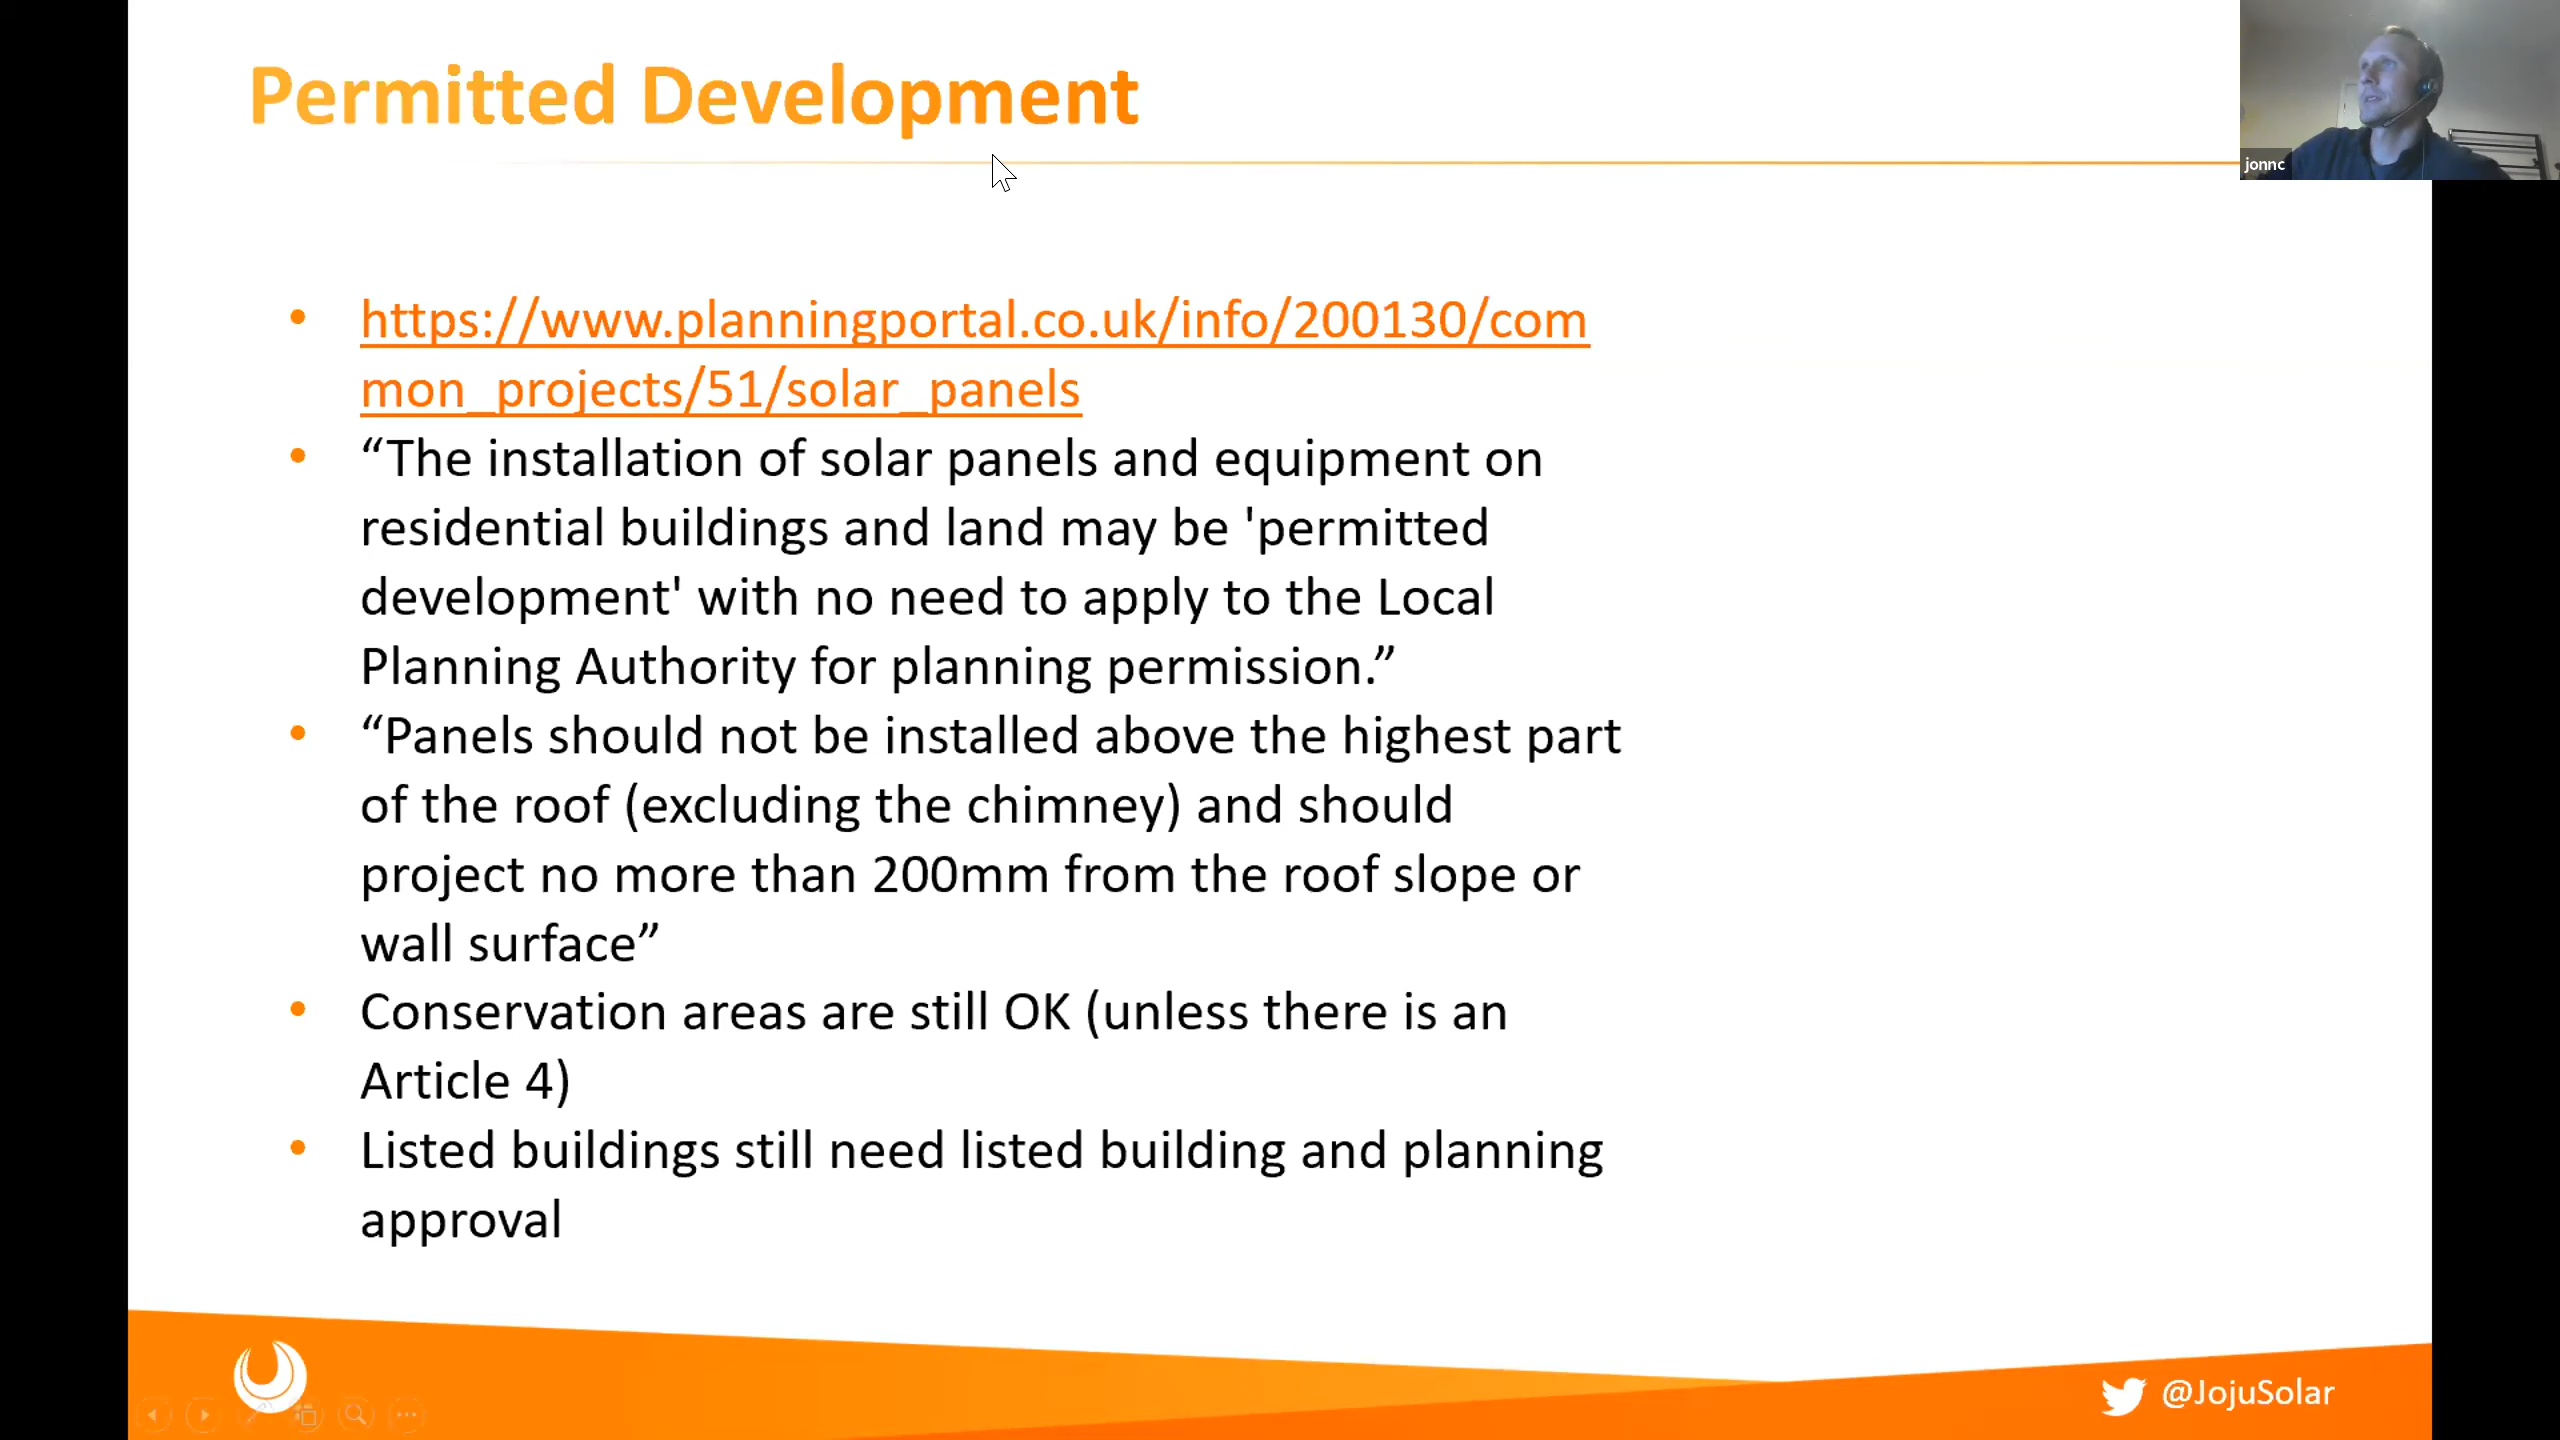 Permitted Development
jonnc
• https://www.planningportal.co.uk/info/200130/com
mon_projects/51/solar_panels
• “The installation of solar panels and equipment on
residential buildings and land may be 'permitted
development' with no need to apply to the Local
Planning Authority for planning permission.”
• “Panels should not be installed above the highest part
of the roof (excluding the chimney) and should
project no more than 200mm from the roof slope or
wall surface”
• Conservation areas are still OK (unless there is an
Article 4)
• Listed buildings still need listed building and planning
approval
@JojuSolar